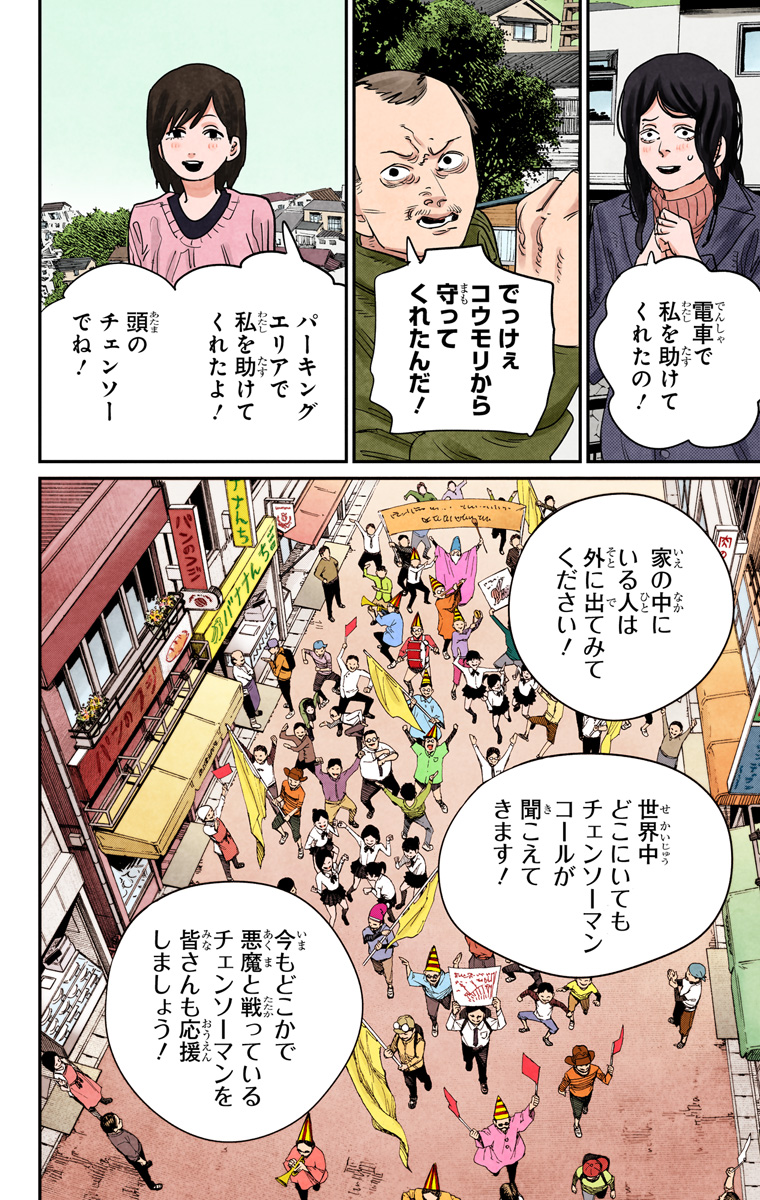 電車で
私を助けて
くれたの！
でっけえ
コウモリから
守って
くれたんだ！
パーキング
エリアで
私を助けて
くれたよ！
頭の
チェンソー
でね！
家の中に
いる人は
外に出てみて
ください！
世界中
どこにいても
チェンソーマン
コールが
聞こえて
きます！
今もどこかで
悪魔と戦っている
チェンソーマンを
皆さんも応援
しましょう！
パンのフジ
パンのフジ